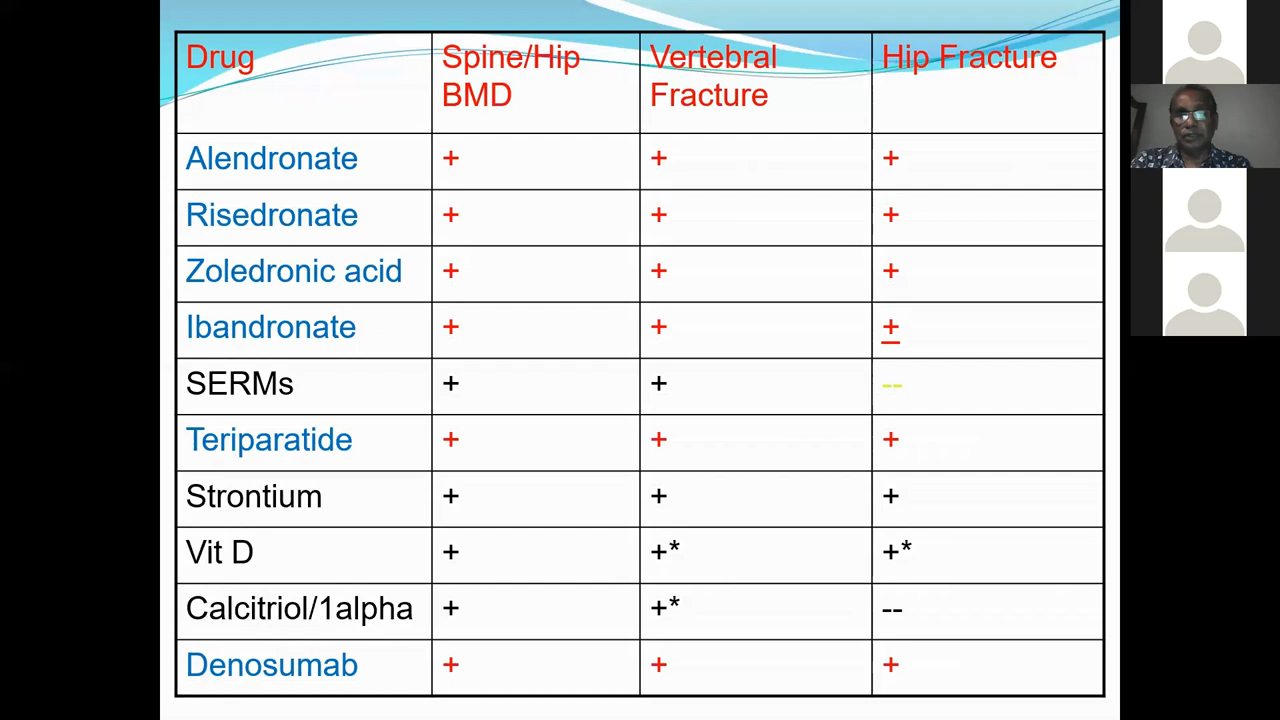 Drug Spine/Hip BMD Vertebral Fracture Hip Fracture
Alendronate + + +
Risedronate + + +
Zoledronic acid + + +
Ibandronate + + ±
SERMs + + --
Teriparatide + + +
Strontium + + +
Vit D + +* +*
Calcitriol/1alpha + +* --
Denosumab + + +